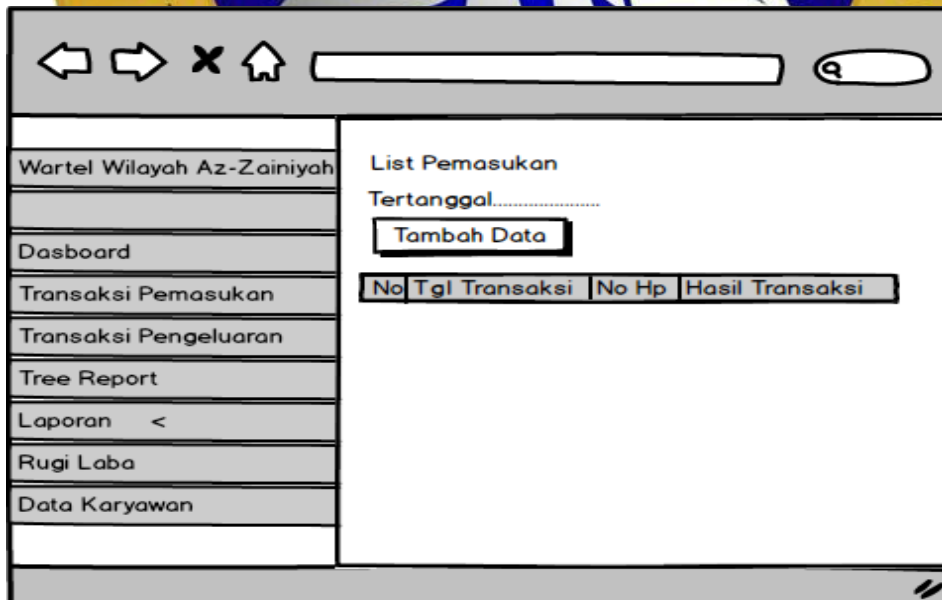 Wartel Wilayah Az-Zainiyah
Dasboard
Transaksi Pemasukan
Transaksi Pengeluaran
Tree Report
Laporan <
Rugi Laba
Data Karyawan
List Pemasukan
Tertanggal......................
Tambah Data
No Tgl Transaksi No Hp Hasil Transaksi